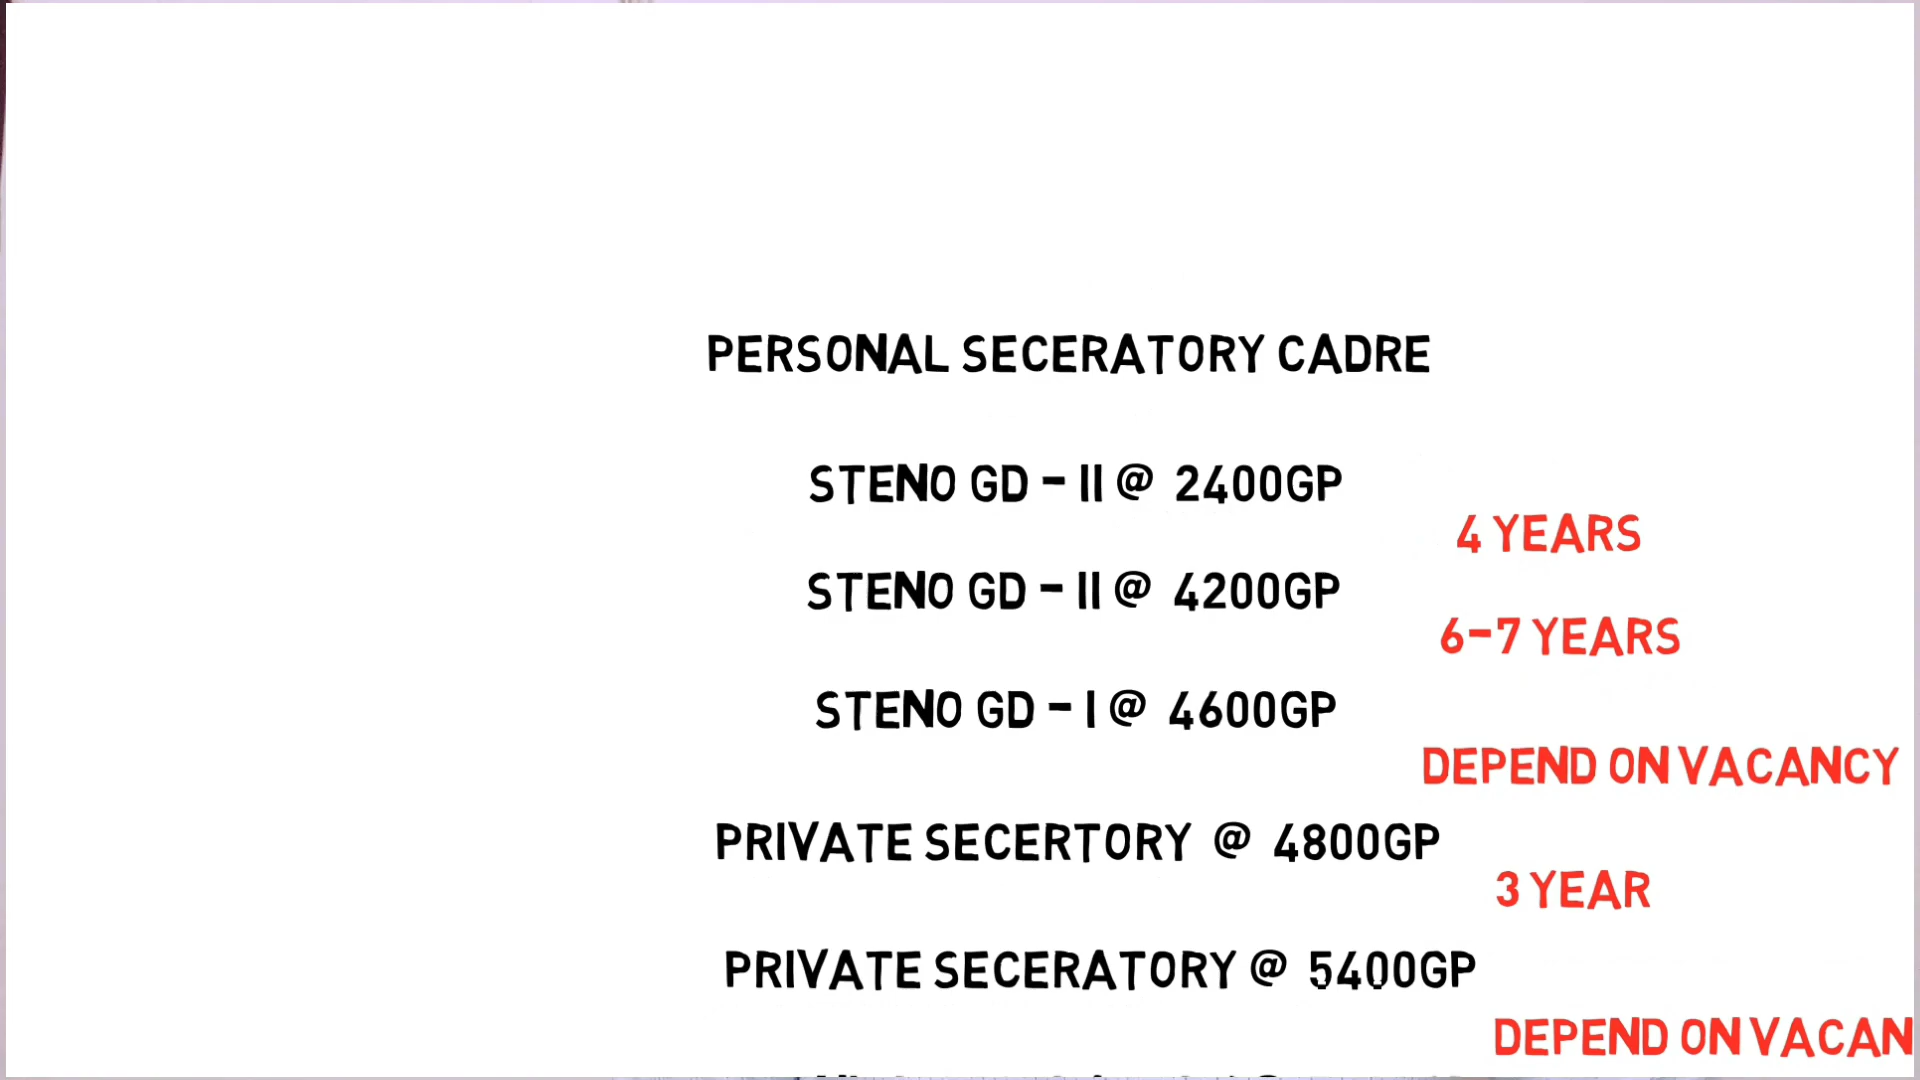 PERSONAL SECERATORY CADRE
STENO GD - II @ 2400GP
4 YEARS
STENO GD - II @ 4200GP
6-7 YEARS
STENO GD - I @ 4600GP
DEPEND ON VACANCY
PRIVATE SECERTORY @ 4800GP
3 YEAR
PRIVATE SECERATORY @ 5400GP
DEPEND ON VACAN